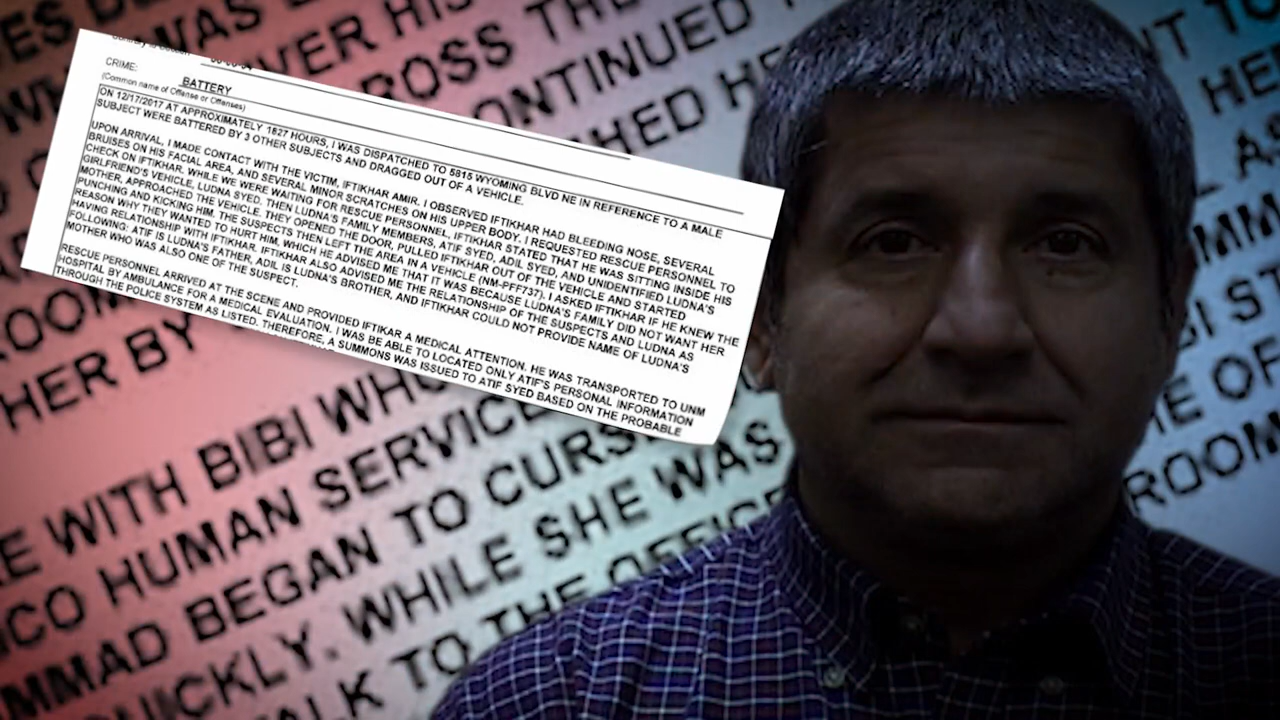 CRIME: BATTERY
(Common name of Offense or Offenses)
ON 12/17/2017 AT APPROXIMATELY 1827 HOURS, I WAS DISPATCHED TO 5815 WYOMING BLVD NE IN REFERENCE TO A MALE
SUBJECT WERE BATTERED BY 3 OTHER SUBJECTS AND DRAGGED OUT OF A VEHICLE.
UPON ARRIVAL, I MADE CONTACT WITH THE VICTIM, IFTIKHAR AMIR. I OBSERVED IFTIKHAR HAD BLEEDING NOSE, SEVERAL
BRUISES ON HIS FACIAL AREA, AND SEVERAL MINOR SCRATCHES ON HIS UPPER BODY. I REQUESTED RESCUE PERSONNEL TO
CHECK ON IFTIKHAR. WHILE WE WERE WAITING FOR RESCUE PERSONNEL, IFTIKHAR STATED THAT HE WAS SITTING INSIDE HIS
GIRLFRIEND'S VEHICLE, LUDNA SYED. THEN LUDNA'S FAMILY MEMBERS, ATIF SYED, ADIL SYED, AND UNIDENTIFIED LUDNA'S
MOTHER, APPROACHED THE VEHICLE. THEY OPENED THE DOOR, PULLED IFTIKHAR OUT OF THE VEHICLE AND STARTED
PUNCHING AND KICKING HIM. THE SUSPECTS THEN LEFT THE AREA IN A VEHICLE (NM-PFF737). I ASKED IFTIKHAR IF HE KNEW THE
REASON WHY THEY WANTED TO HURT HIM, WHICH HE ADVISED ME THAT IT WAS BECAUSE LUDNA'S FAMILY DID NOT WANT HER
HAVING RELATIONSHIP WITH IFTIKHAR. IFTIKHAR ALSO ADVISED ME THE RELATIONSHIP OF THE SUSPECTS AND LUDNA AS
FOLLOWING: ATIF IS LUDNA'S FATHER, ADIL IS LUDNA'S BROTHER, AND IFTIKHAR COULD NOT PROVIDE NAME OF LUDNA'S
MOTHER WHO WAS ALSO ONE OF THE SUSPECT.
RESCUE PERSONNEL ARRIVED AT THE SCENE AND PROVIDED IFTIKAR A MEDICAL ATTENTION. HE WAS TRANSPORTED TO UNM
HOSPITAL BY AMBULANCE FOR A MEDICAL EVALUATION. I WAS BE ABLE TO LOCATED ONLY ATIF'S PERSONAL INFORMATION
THROUGH THE POLICE SYSTEM AS LISTED. THEREFORE, A SUMMONS WAS ISSUED TO ATIF SYED BASED ON THE PROBABLE
WAS
OVER HIS
ROSS THE
CONTINUED
TO
HER BY
WITH BIBI WHO
CO HUMAN SERVICE
MMAD BEGAN TO CURS
QUICKLY. WHILE SHE WAS
ALK TO THE OFFICE
OF
ROOM